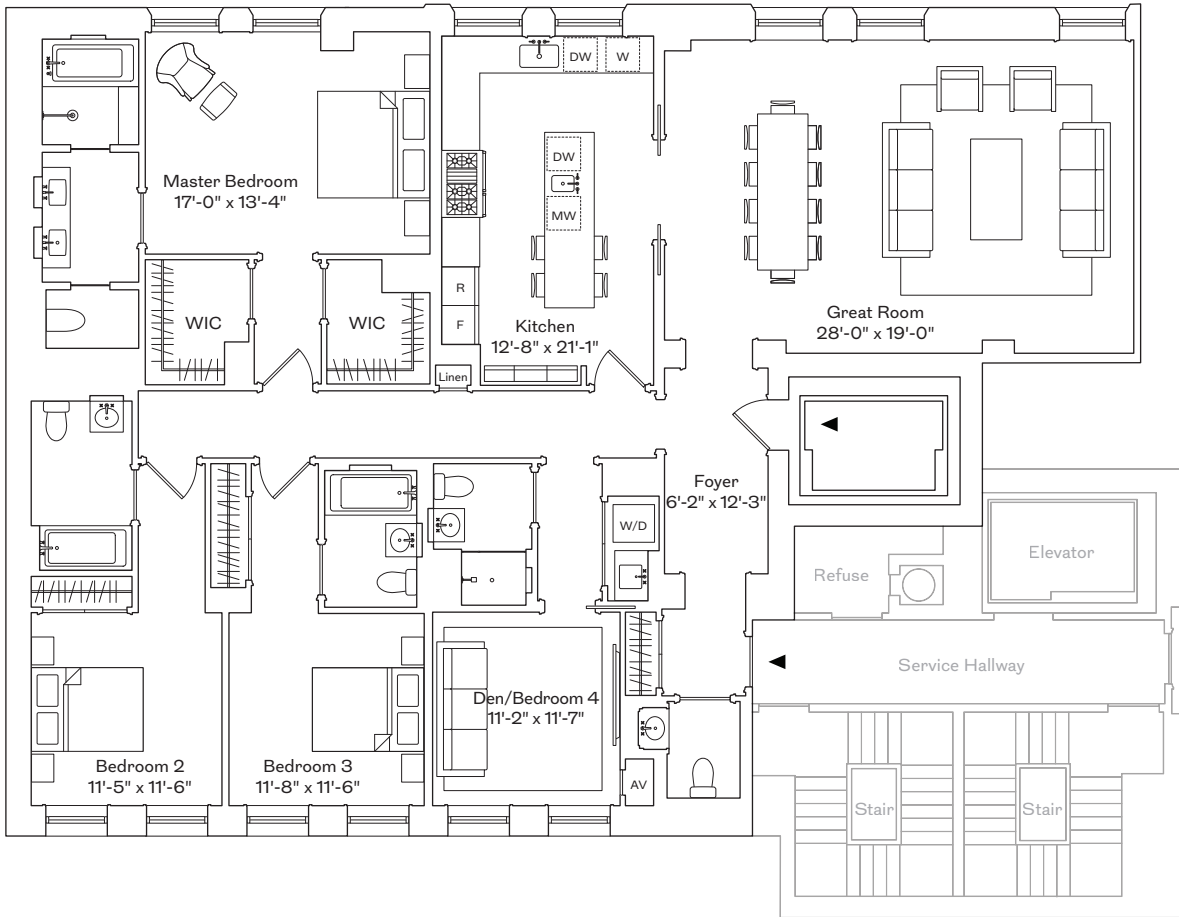 DW
W
DW
MW
Master Bedroom
17'-0" x 13'-4"
R
F
WIC
WIC
Kitchen
12'-8" x 21'-1"
Great Room
28'-0" x 19'-0"
Linen
Foyer
6'-2" x 12'-3"
W/D
Elevator
Refuse
Service Hallway
Den/Bedroom 4
11'-2" x 11'-7"
Bedroom 2
11'-5" x 11'-6"
Bedroom 3
11'-8" x 11'-6"
AV
Stair
Stair